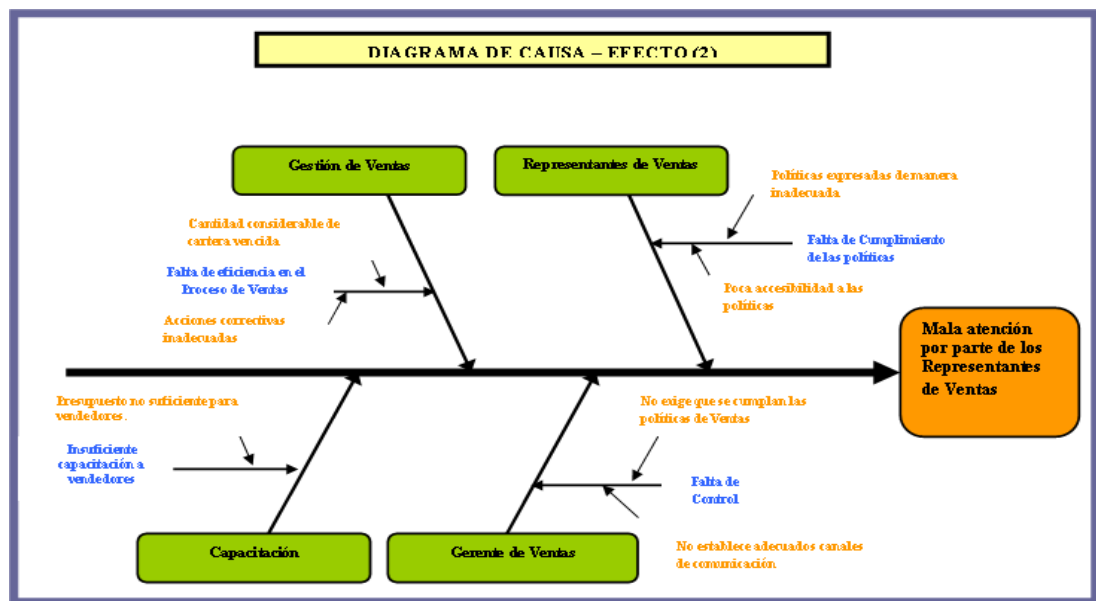 DIAGRAMA DE CAUSA – EFECTO (2)
Gestión de Ventas
Representantes de Ventas
Políticas expresadas de manera
inadecuada
Cantidad considerable de
cartera vencida
Falta de Cumplimiento
de las políticas
Falta de eficiencia en el
Proceso de Ventas
Poca accesibilidad a las
políticas
Acciones correctivas
inadecuadas
Mala atención
por parte de los
Representantes
de Ventas
Presupuesto no suficiente para
vendedores.
No exige que se cumplan las
políticas de Ventas
Insuficiente
capacitación a
vendedores
Falta de
Control
Capacitación
Gerente de Ventas
No establece adecuados canales
de comunicación